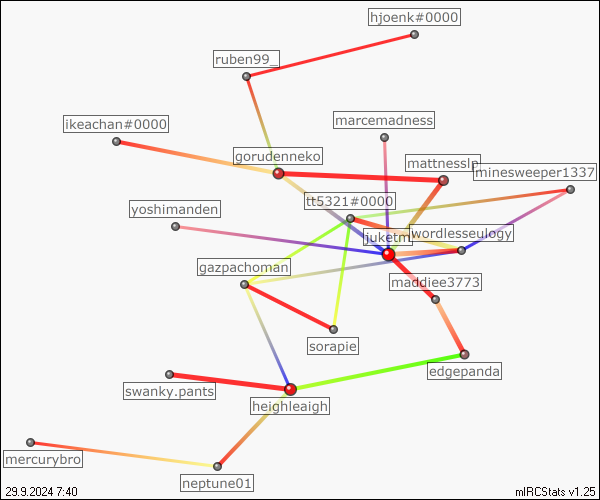 hjoenk#0000
ruben99_
marcemadness
ikeachan#0000
gorudenneko
mattnesslp
minesweeper1337
tt5321#0000
yoshimanden
juketm
wordlesseulogy
gazpachoman
maddiee3773
sorapie
edgepanda
swanky.pants
heighleaigh
mercurybro
neptune01
29.9.2024 7:40
mIRCStats v1.25